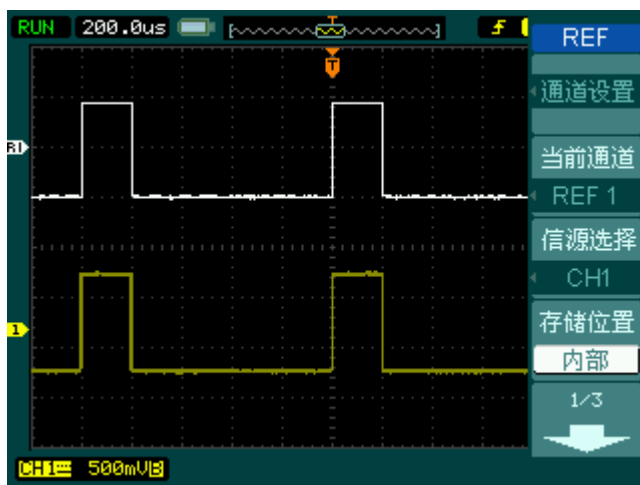 RUN 200.0us
T
REF
通道设置
R1
当前通道
REF 1
信源选择
CH1
1
存储位置
内部
1/3
CH1 500mVB